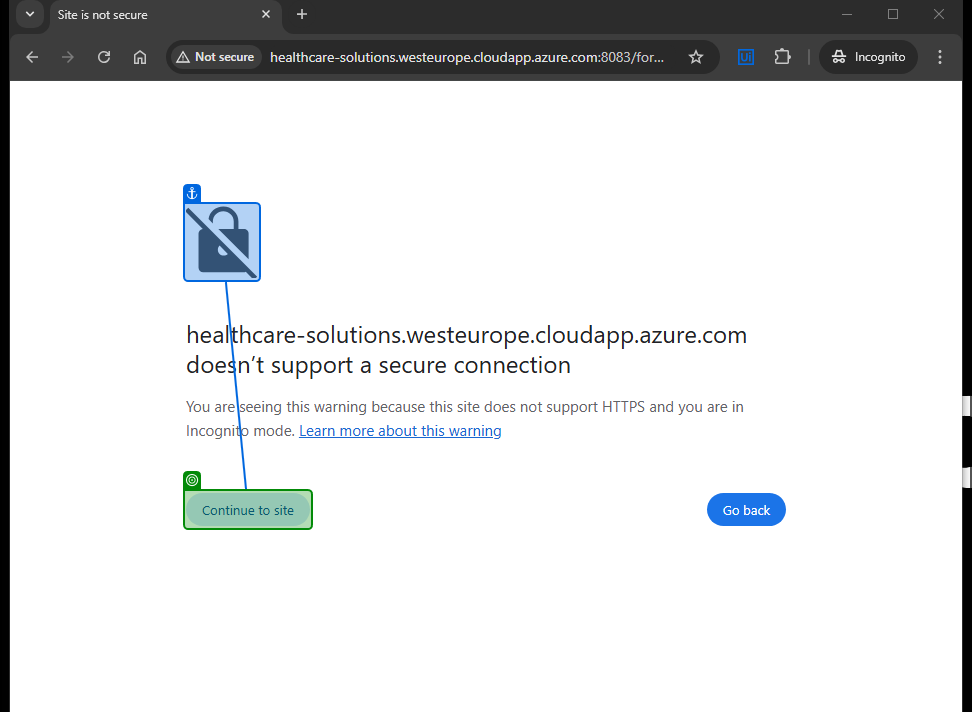 Site is not secure
Not secure healthcare-solutions.westeurope.cloudapp.azure.com:8083/for... Uj Incognito
healthcare-solutions.westeurope.cloudapp.azure.com
doesn’t support a secure connection
You are seeing this warning because this site does not support HTTPS and you are in
Incognito mode. Learn more about this warning
Continue to site Go back